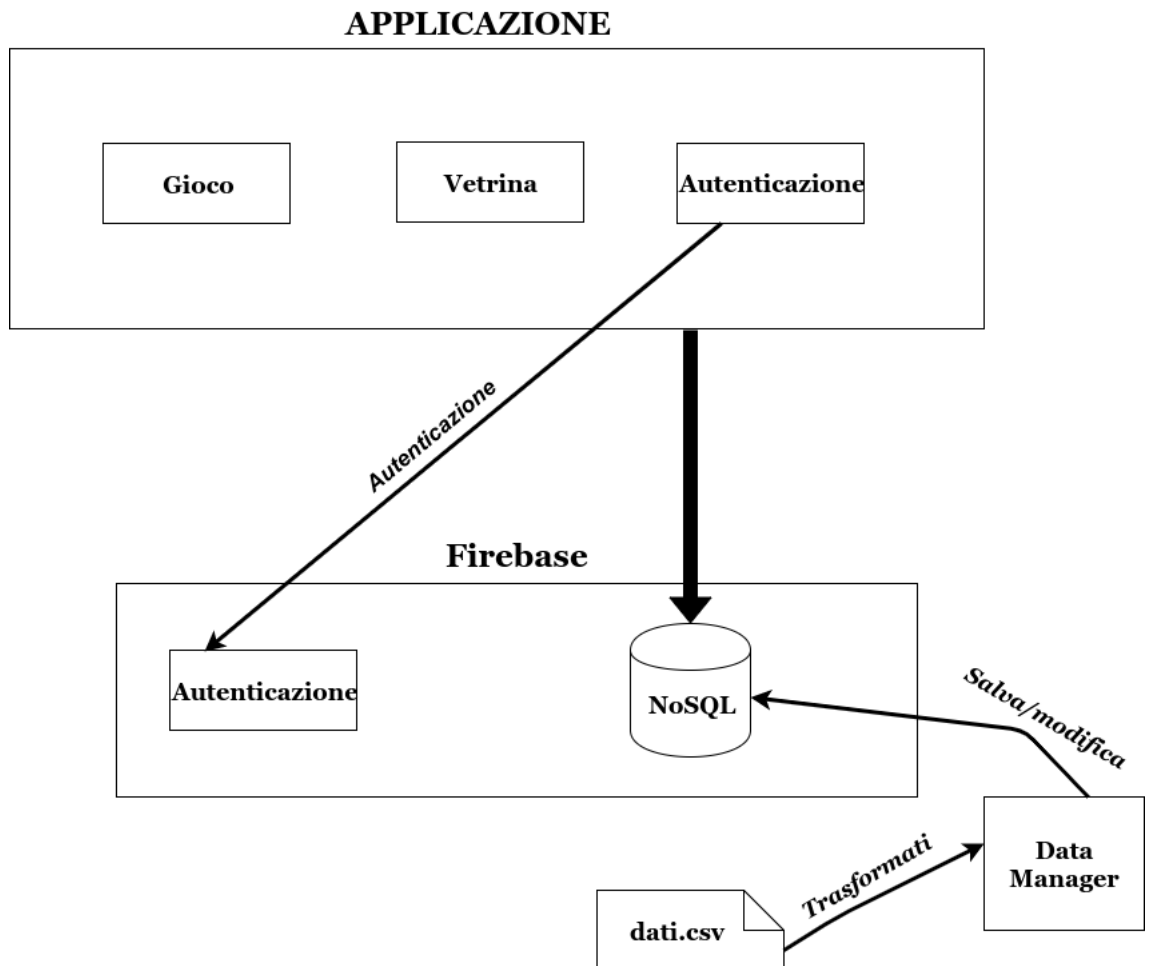 APPLICAZIONE
Gioco
Vetrina
Autenticazione
Autenticazione
Firebase
Autenticazione
NoSQL
Salva/modifica
Data
Manager
Trasformati
dati.csv